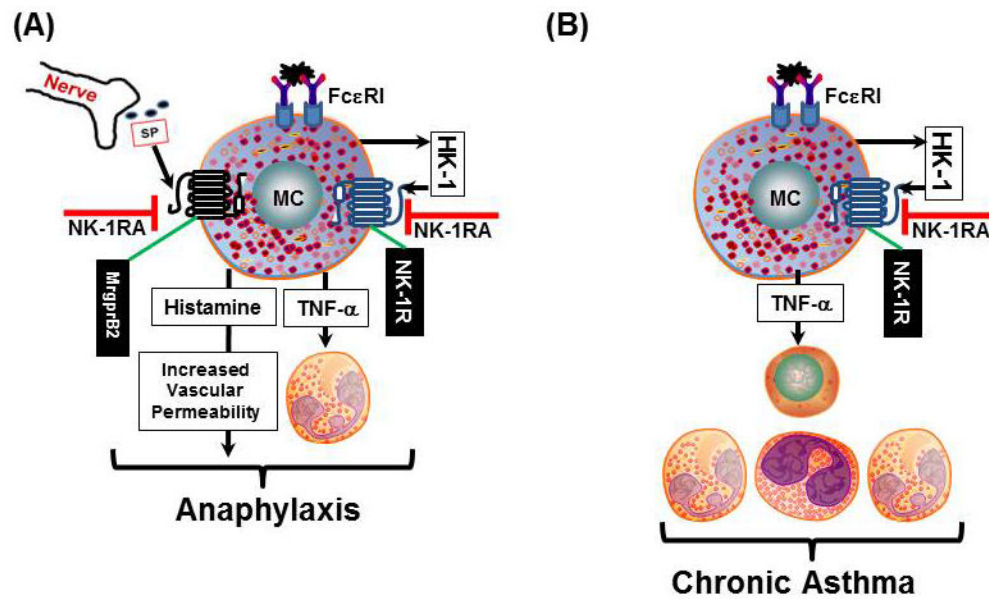 (A)
Nerve
SP
FcεRI
HK-1
MC
NK-1RA
NK-1RA
MrgprB2
NK-1R
Histamine
TNF-α
Increased
Vascular
Permeability
Anaphylaxis
(B)
FcεRI
HK-1
MC
NK-1RA
NK-1R
TNF-α
Chronic Asthma